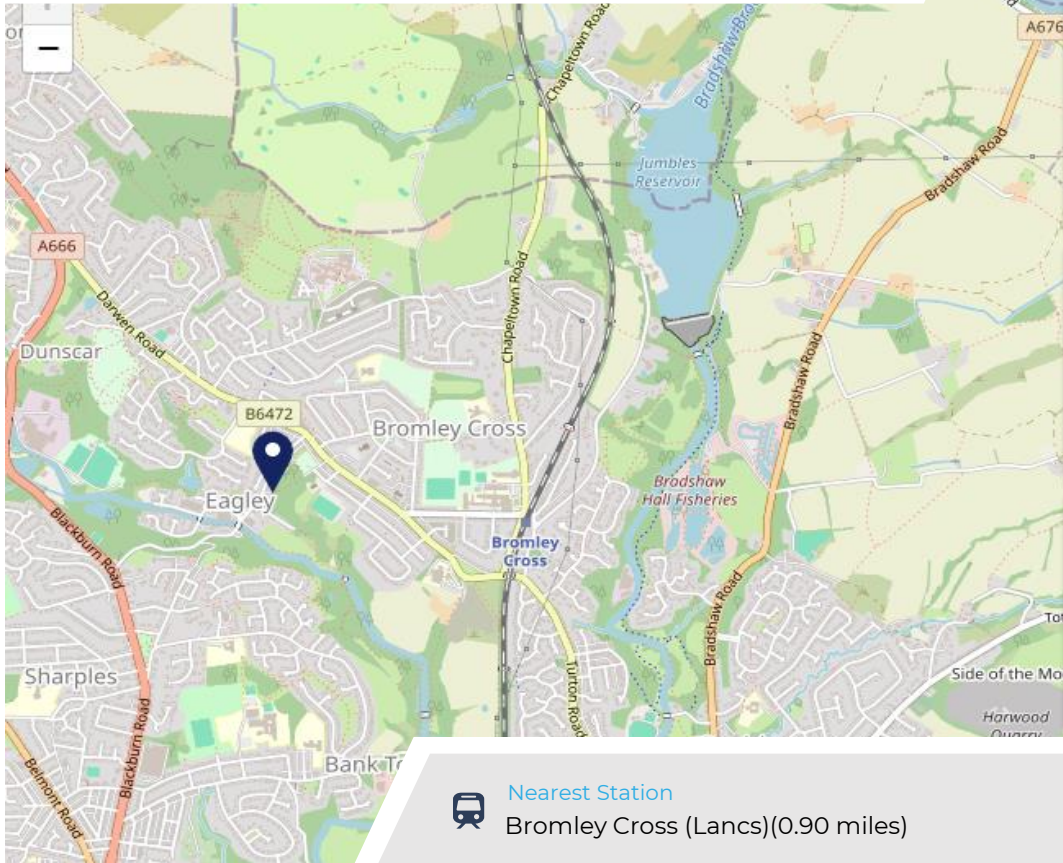 −
A676
Chapeltown Road
Bradshaw Bro
Jumbles
Reservoir
Bradshaw Road
A666
Darwen Road
Chapeltown Road
Dunscar
Bradshaw Road
B6472
Bromley Cross
Eagley
Bradshaw
Hall Fisheries
Blackburn Road
Bromley
Cross
Bradshaw Road
Turton Road
Sharples
Side of the Mo
Harwood
Quarry
Blackburn Road
Belmont Road
Bank To
Nearest Station
Bromley Cross (Lancs)(0.90 miles)